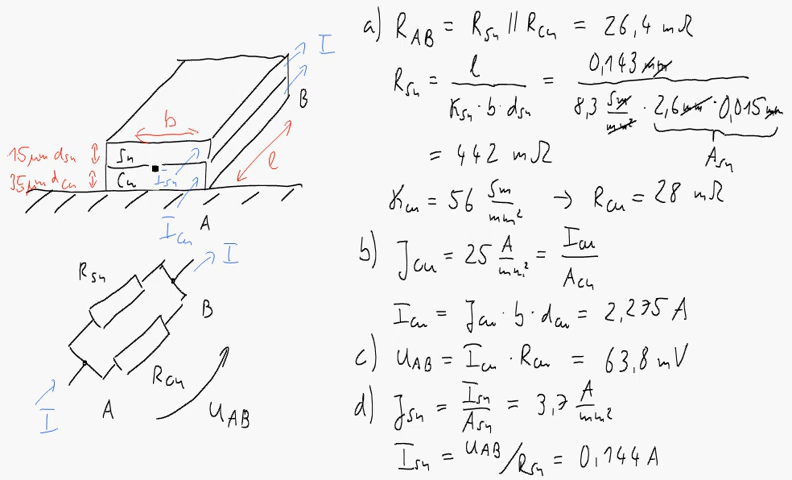 I
B
b
15μm dSn
Sn
ISn
l
35μm dCu
Cu
ICu
A
RSn
I
B
RCu
I
A
UAB
a) RAB = RSn // RCu = 26,4 mΩ
RSn = l / (κSn · b · dSn) = 0,143 mm / (8,3 Sm/mm² · 2,6 mm · 0,015 mm)
ASn
= 442 mΩ
κCu = 56 Sm/mm² → RCu = 28 mΩ
b) JCu = 25 A/mm² = ICu / ACu
ICu = JCu · b · dCu = 2,275 A
c) UAB = ICu · RCu = 63,8 mV
d) JSn = ISn / ASn = 3,7 A/mm²
ISn = UAB / RSn = 0,144 A